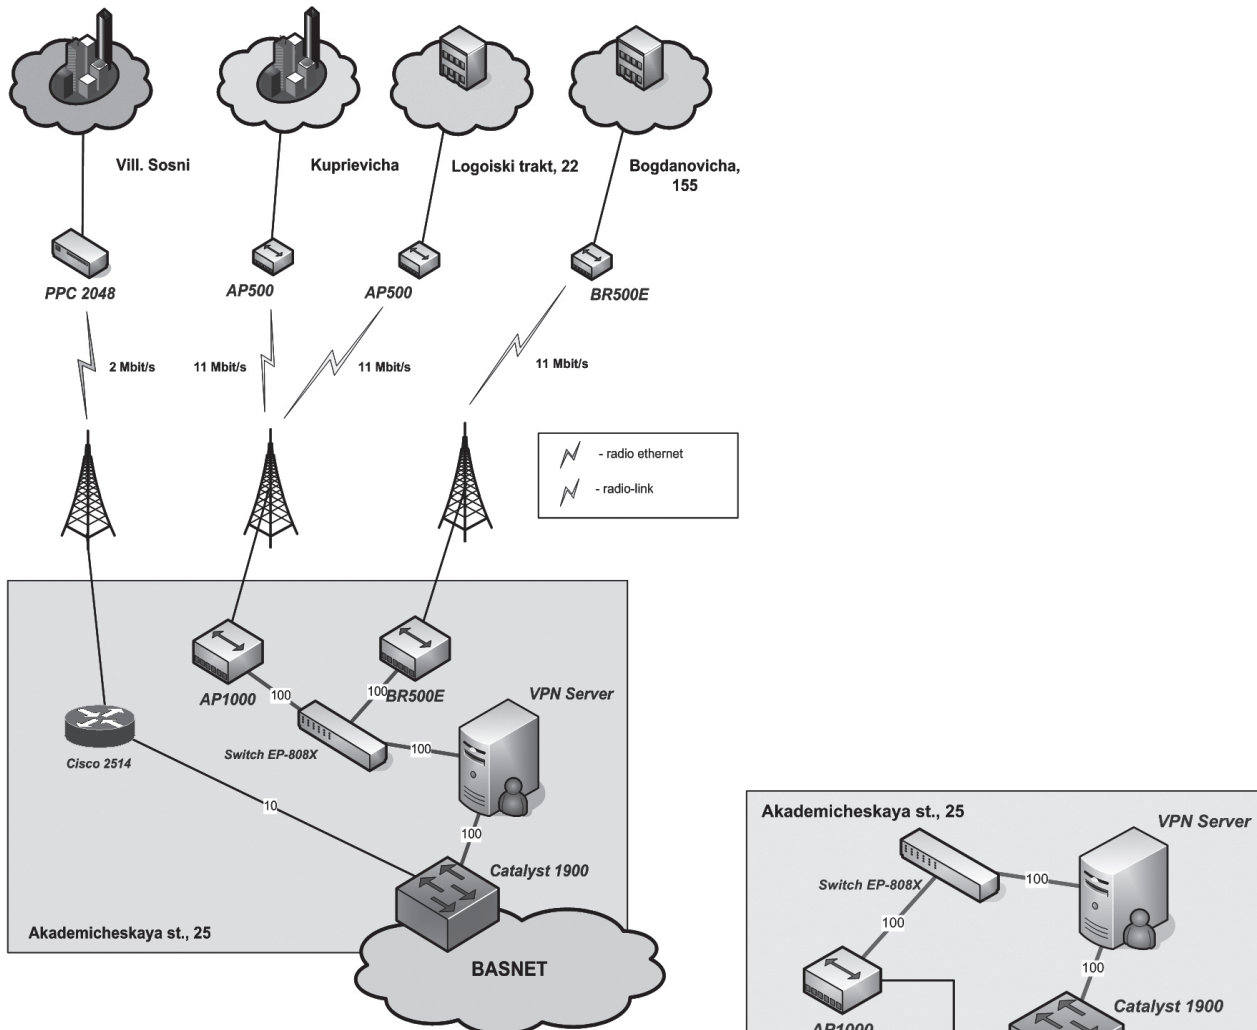 Vill. Sosni
Kuprievicha
Logoiski trakt, 22
Bogdanovicha,
155
PPC 2048
AP500
AP500
BR500E
2 Mbit/s
11 Mbit/s
11 Mbit/s
11 Mbit/s
- radio ethernet
- radio-link
AP1000
100
100
BR500E
VPN Server
Switch EP-808X
100
Cisco 2514
10
100
Catalyst 1900
Akademicheskaya st., 25
BASNET
Akademicheskaya st., 25
VPN Server
Switch EP-808X
100
100
100
Catalyst 1900
AP1000